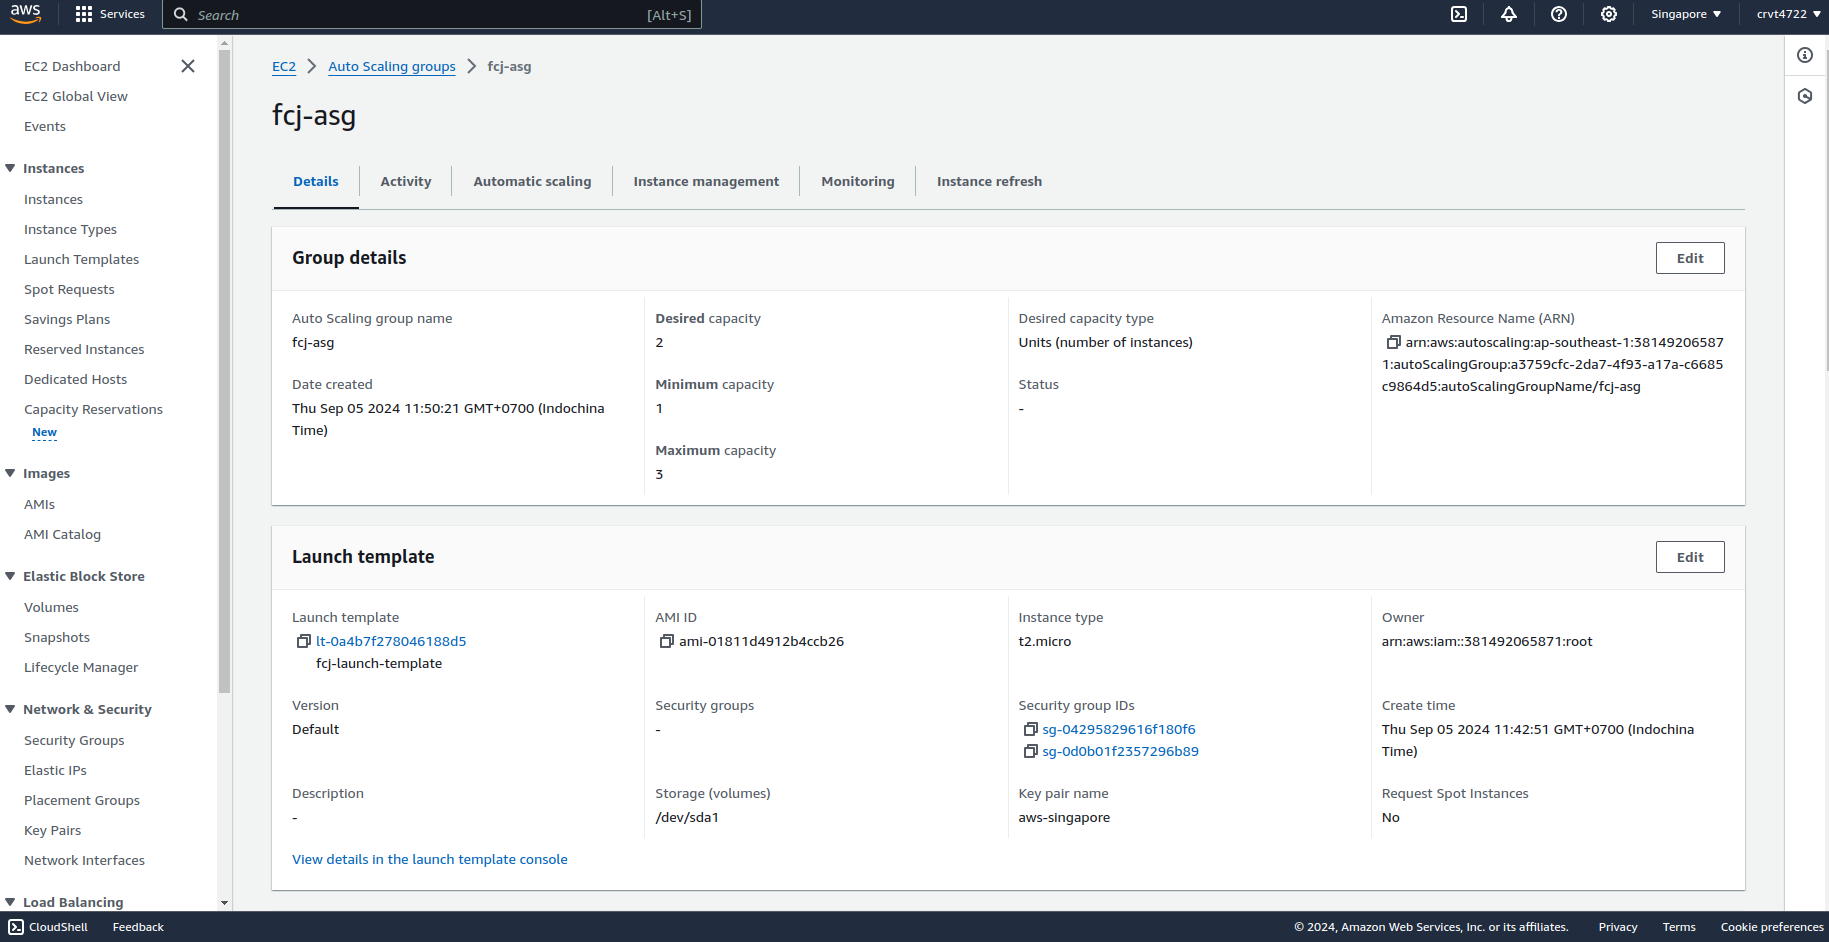 aws
Services
Search
[Alt+S]
Singapore
crvt4722
EC2 Dashboard
EC2 Global View
Events
Instances
Instances
Instance Types
Launch Templates
Spot Requests
Savings Plans
Reserved Instances
Dedicated Hosts
Capacity Reservations
New
Images
AMIs
AMI Catalog
Elastic Block Store
Volumes
Snapshots
Lifecycle Manager
Network & Security
Security Groups
Elastic IPs
Placement Groups
Key Pairs
Network Interfaces
Load Balancing
EC2
Auto Scaling groups
fcj-asg
fcj-asg
Details
Activity
Automatic scaling
Instance management
Monitoring
Instance refresh
Group details
Edit
Auto Scaling group name
fcj-asg
Date created
Thu Sep 05 2024 11:50:21 GMT+0700 (Indochina
Time)
Desired capacity
2
Minimum capacity
1
Maximum capacity
3
Desired capacity type
Units (number of instances)
Status
-
Amazon Resource Name (ARN)
arn:aws:autoscaling:ap-southeast-1:38149206587
1:autoScalingGroup:a3759cfc-2da7-4f93-a17a-c6685
c9864d5:autoScalingGroupName/fcj-asg
Launch template
Edit
Launch template
lt-0a4b7f278046188d5
fcj-launch-template
AMI ID
ami-01811d4912b4ccb26
Instance type
t2.micro
Owner
arn:aws:iam::381492065871:root
Version
Default
Security groups
-
Security group IDs
sg-04295829616f180f6
sg-0d0b01f2357296b89
Create time
Thu Sep 05 2024 11:42:51 GMT+0700 (Indochina
Time)
Description
-
Storage (volumes)
/dev/sda1
Key pair name
aws-singapore
Request Spot Instances
No
View details in the launch template console
CloudShell
Feedback
© 2024, Amazon Web Services, Inc. or its affiliates.
Privacy
Terms
Cookie preferences